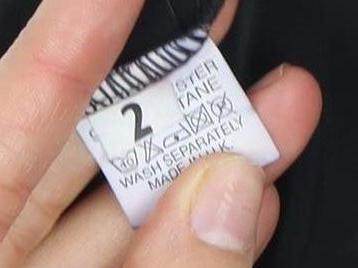 STER
TANE
2
WASH SEPARATELY
MADE IN U.K.